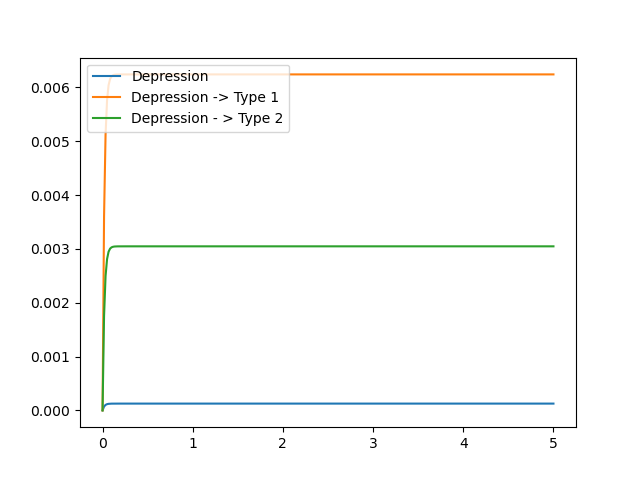 Depression
Depression -> Type 1
Depression - > Type 2
0.006
0.005
0.004
0.003
0.002
0.001
0.000
0 1 2 3 4 5